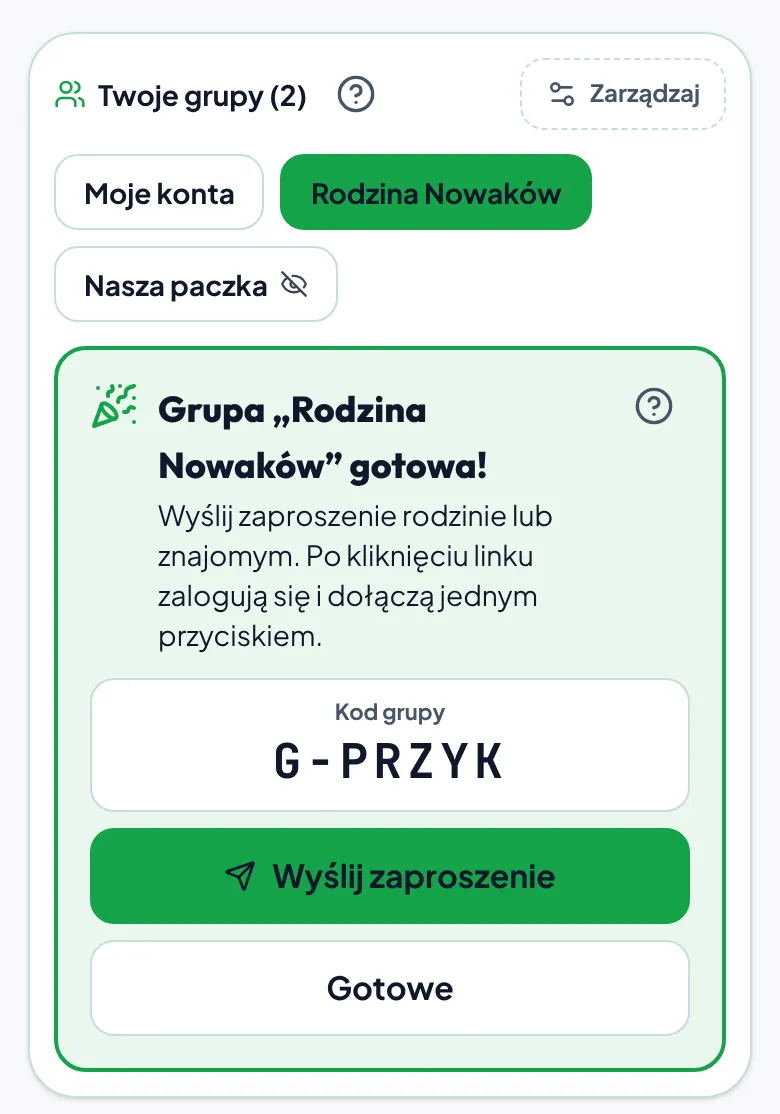 Twoje grupy (2)
Zarządzaj
Moje konta
Rodzina Nowaków
Nasza paczka
Grupa „Rodzina
Nowaków” gotowa!
Wyślij zaproszenie rodzinie lub
znajomym. Po kliknięciu linku
zalogują się i dołączą jednym
przyciskiem.
Kod grupy
G-PRZYK
Wyślij zaproszenie
Gotowe